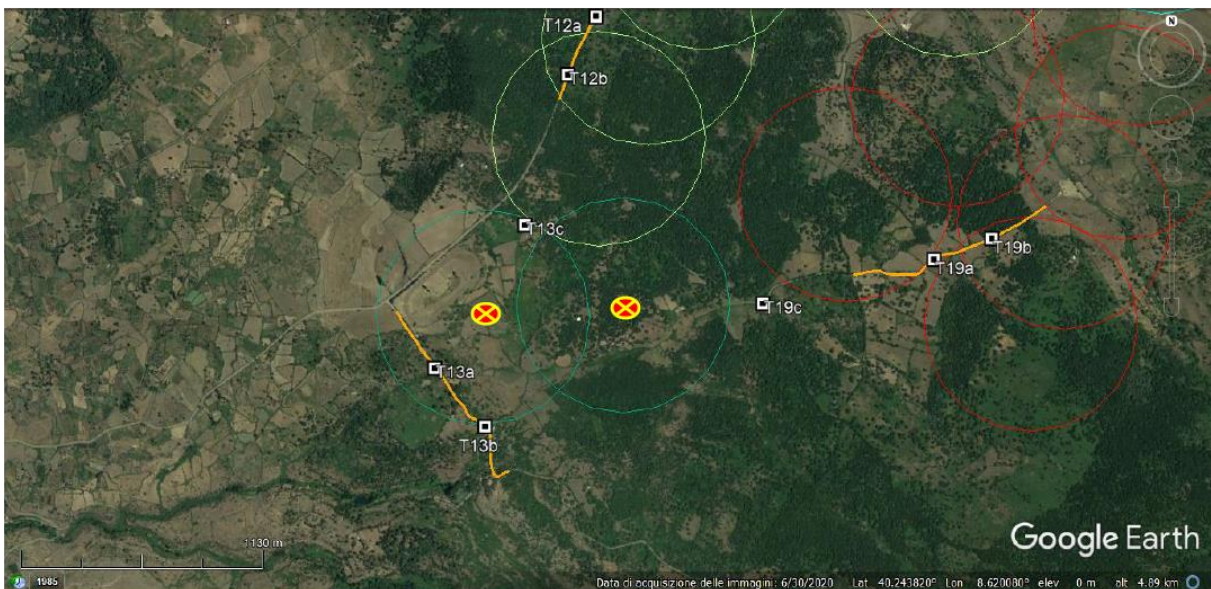 N
T12a
T12b
T13c
T19b
T19a
T19c
T13a
T13b
Google Earth
1130 m
1985
Data di acquisizione delle immagini: 6/30/2020 Lat 40.243820° Lon 8.620080° elev 0 m alt 4.89 km